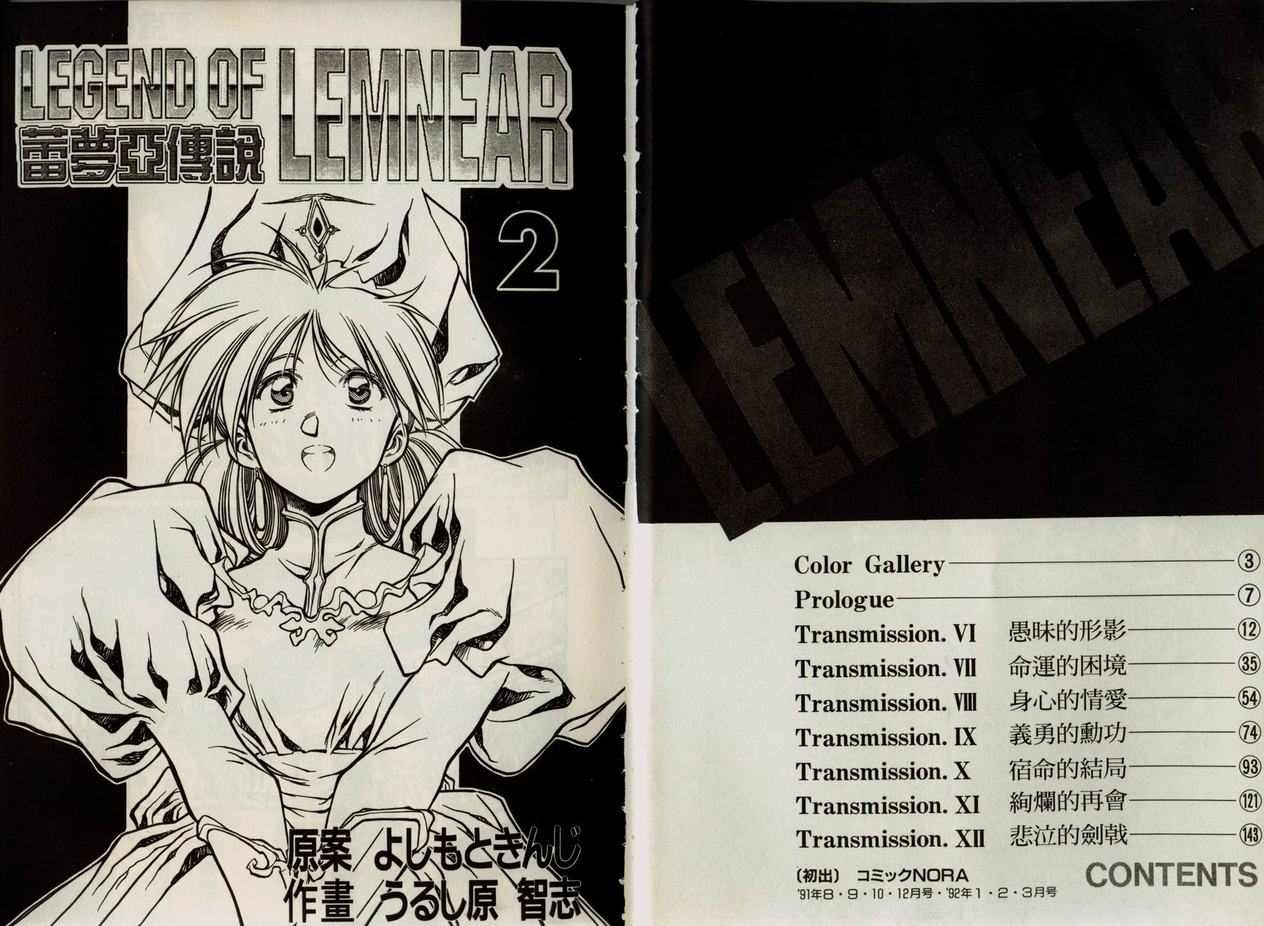 LEGEND OF LEMNEAR
蕾夢亞傳說
2
原案/よしもときんじ
作畫/うるし原 智志
LEMNEAR
Color Gallery ③
Prologue ⑦
Transmission. Ⅵ 愚昧的形影 ⑫
Transmission. Ⅶ 命運的困境 ㉟
Transmission. Ⅷ 身心的情愛 54
Transmission. Ⅸ 義勇的勳功 74
Transmission. Ⅹ 宿命的結局 93
Transmission. Ⅺ 絢爛的再會 121
Transmission. Ⅻ 悲泣的劍戟 143
〔初出〕 コミックNORA
'91年8・9・10・12月号・'92年1・2・3月号
CONTENTS